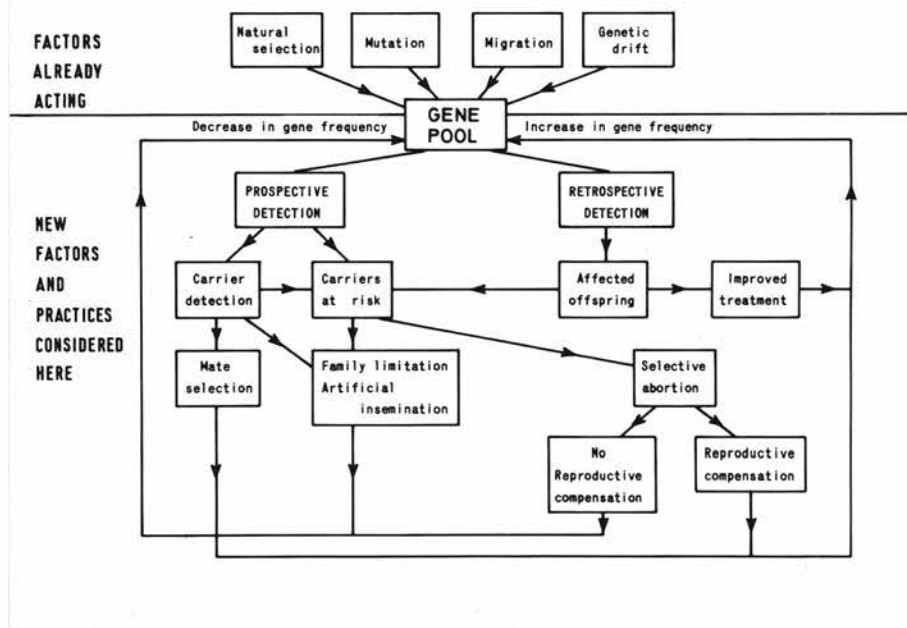 FACTORS
ALREADY
ACTING
Natural
selection
Mutation
Migration
Genetic
drift
GENE
POOL
Decrease in gene frequency
Increase in gene frequency
NEW
FACTORS
AND
PRACTICES
CONSIDERED
HERE
PROSPECTIVE
DETECTION
RETROSPECTIVE
DETECTION
Carrier
detection
Carriers
at risk
Affected
offspring
Improved
treatment
Mate
selection
Family limitation
Artificial
insemination
Selective
abortion
No
Reproductive
compensation
Reproductive
compensation